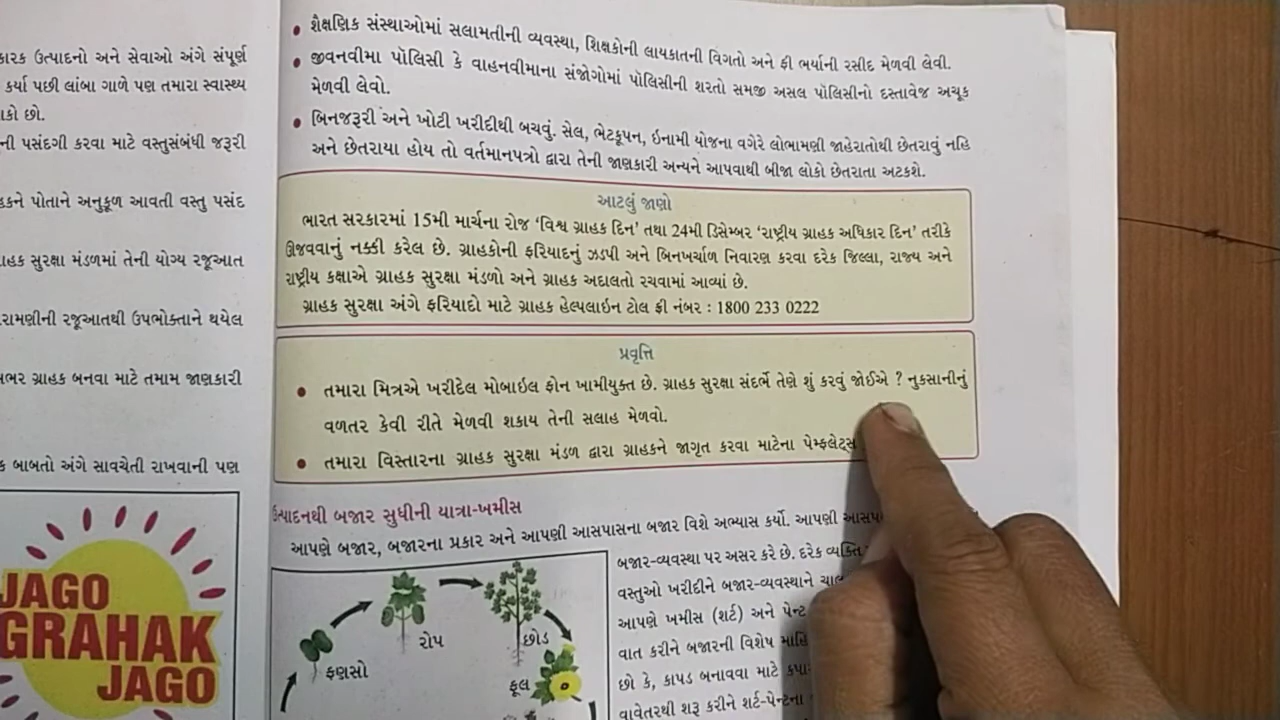 કારક ઉત્પાદનો અને સેવાઓ અંગે સંપૂર્ણ
કર્યા પછી લાંબા ગાળે પણ તમારા સ્વાસ્થ્ય
કો છો.
ની પસંદગી કરવા માટે વસ્તુસંબંધી જરૂરી
હકને પોતાને અનુકૂળ આવતી વસ્તુ પસંદ
હક સુરક્ષા મંડળમાં તેની યોગ્ય રજૂઆત
રામણીની રજૂઆતથી ઉપભોક્તાને થયેલ
ભર ગ્રાહક બનવા માટે તમામ જાણકારી
ક બાબતો અંગે સાવચેતી રાખવાની પણ
JAGO
GRAHAK
JAGO
• શૈક્ષણિક સંસ્થાઓમાં સલામતીની વ્યવસ્થા, શિક્ષકોની લાયકાતની વિગતો અને ફી ભર્યાની રસીદ મેળવી લેવી.
• જીવનવીમા પૉલિસી કે વાહનવીમાના સંજોગોમાં પૉલિસીની શરતો સમજી અસલ પૉલિસીનો દસ્તાવેજ અચૂક
મેળવી લેવો.
• બિનજરૂરી અને ખોટી ખરીદીથી બચવું. સેલ, ભેટકૂપન, ઇનામી યોજના વગેરે લોભામણી જાહેરાતોથી છેતરાવું નહિ
અને છેતરાયા હોય તો વર્તમાનપત્રો દ્વારા તેની જાણકારી અન્યને આપવાથી બીજા લોકો છેતરાતા અટકશે.
આટલું જાણો
ભારત સરકારમાં 15મી માર્ચના રોજ ‘વિશ્વ ગ્રાહક દિન’ તથા 24મી ડિસેમ્બર ‘રાષ્ટ્રીય ગ્રાહક અધિકાર દિન’ તરીકે
ઊજવવાનું નક્કી કરેલ છે. ગ્રાહકોની ફરિયાદનું ઝડપી અને બિનખર્ચાળ નિવારણ કરવા દરેક જિલ્લા, રાજ્ય અને
રાષ્ટ્રીય કક્ષાએ ગ્રાહક સુરક્ષા મંડળો અને ગ્રાહક અદાલતો રચવામાં આવ્યાં છે.
ગ્રાહક સુરક્ષા અંગે ફરિયાદો માટે ગ્રાહક હેલ્પલાઇન ટોલ ફ્રી નંબર : 1800 233 0222
પ્રવૃત્તિ
• તમારા મિત્રએ ખરીદેલ મોબાઇલ ફોન ખામીયુક્ત છે. ગ્રાહક સુરક્ષા સંદર્ભે તેણે શું કરવું જોઈએ ? નુકસાનીનું
વળતર કેવી રીતે મેળવી શકાય તેની સલાહ મેળવો.
• તમારા વિસ્તારના ગ્રાહક સુરક્ષા મંડળ દ્વારા ગ્રાહકને જાગૃત કરવા માટેના પેમ્ફલેટ્સ
ઉત્પાદનથી બજાર સુધીની યાત્રા-ખમીસ
આપણે બજાર, બજારના પ્રકાર અને આપણી આસપાસના બજાર વિશે અભ્યાસ કર્યો. આપણી
બજાર-વ્યવસ્થા પર અસર કરે છે. દરેક વ્યક્તિ
વસ્તુઓ ખરીદીને બજાર-વ્યવસ્થાને
આપણે ખમીસ (શર્ટ) અને પેન્ટ
વાત કરીને બજારની વિશેષ
છો કે, કાપડ બનાવવા માટે
વાવેતરથી શરૂ કરીને શર્ટ-પેન્ટના
રોપ
છોડ
ફણસો
ફૂલ